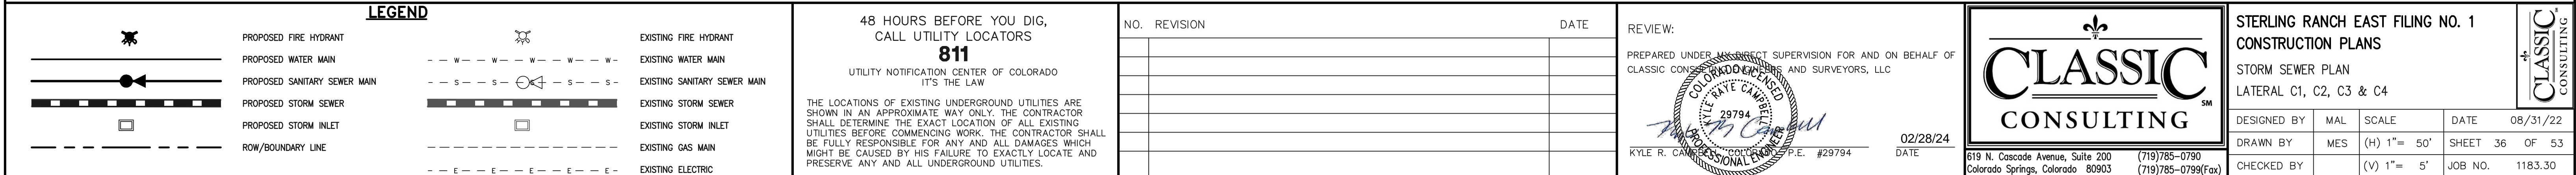 LEGEND
PROPOSED FIRE HYDRANT
PROPOSED WATER MAIN
PROPOSED SANITARY SEWER MAIN
PROPOSED STORM SEWER
PROPOSED STORM INLET
ROW/BOUNDARY LINE
EXISTING FIRE HYDRANT
W W W W W
EXISTING WATER MAIN
S S S S S
EXISTING SANITARY SEWER MAIN
EXISTING STORM SEWER
EXISTING STORM INLET
EXISTING GAS MAIN
E E E E E
EXISTING ELECTRIC
48 HOURS BEFORE YOU DIG,
CALL UTILITY LOCATORS
811
UTILITY NOTIFICATION CENTER OF COLORADO
IT'S THE LAW
THE LOCATIONS OF EXISTING UNDERGROUND UTILITIES ARE
SHOWN IN AN APPROXIMATE WAY ONLY. THE CONTRACTOR
SHALL DETERMINE THE EXACT LOCATION OF ALL EXISTING
UTILITIES BEFORE COMMENCING WORK. THE CONTRACTOR SHALL
BE FULLY RESPONSIBLE FOR ANY AND ALL DAMAGES WHICH
MIGHT BE CAUSED BY HIS FAILURE TO EXACTLY LOCATE AND
PRESERVE ANY AND ALL UNDERGROUND UTILITIES.
NO. REVISION DATE
REVIEW:
PREPARED UNDER MY DIRECT SUPERVISION FOR AND ON BEHALF OF
CLASSIC CONSULTING ENGINEERS AND SURVEYORS, LLC
COLORADO LICENSED
KYLE RAYE CAMPBELL
29794
PROFESSIONAL ENGINEER
02/28/24
KYLE R. CAMPBELL, COLORADO P.E. #29794 DATE
CLASSIC
CONSULTING
SM
619 N. Cascade Avenue, Suite 200 (719)785-0790
Colorado Springs, Colorado 80903 (719)785-0799(Fax)
STERLING RANCH EAST FILING NO. 1
CONSTRUCTION PLANS
STORM SEWER PLAN
LATERAL C1, C2, C3 & C4
CLASSIC
CONSULTING
DESIGNED BY MAL SCALE DATE 08/31/22
DRAWN BY MES (H) 1"= 50' SHEET 36 OF 53
CHECKED BY (V) 1"= 5' JOB NO. 1183.30